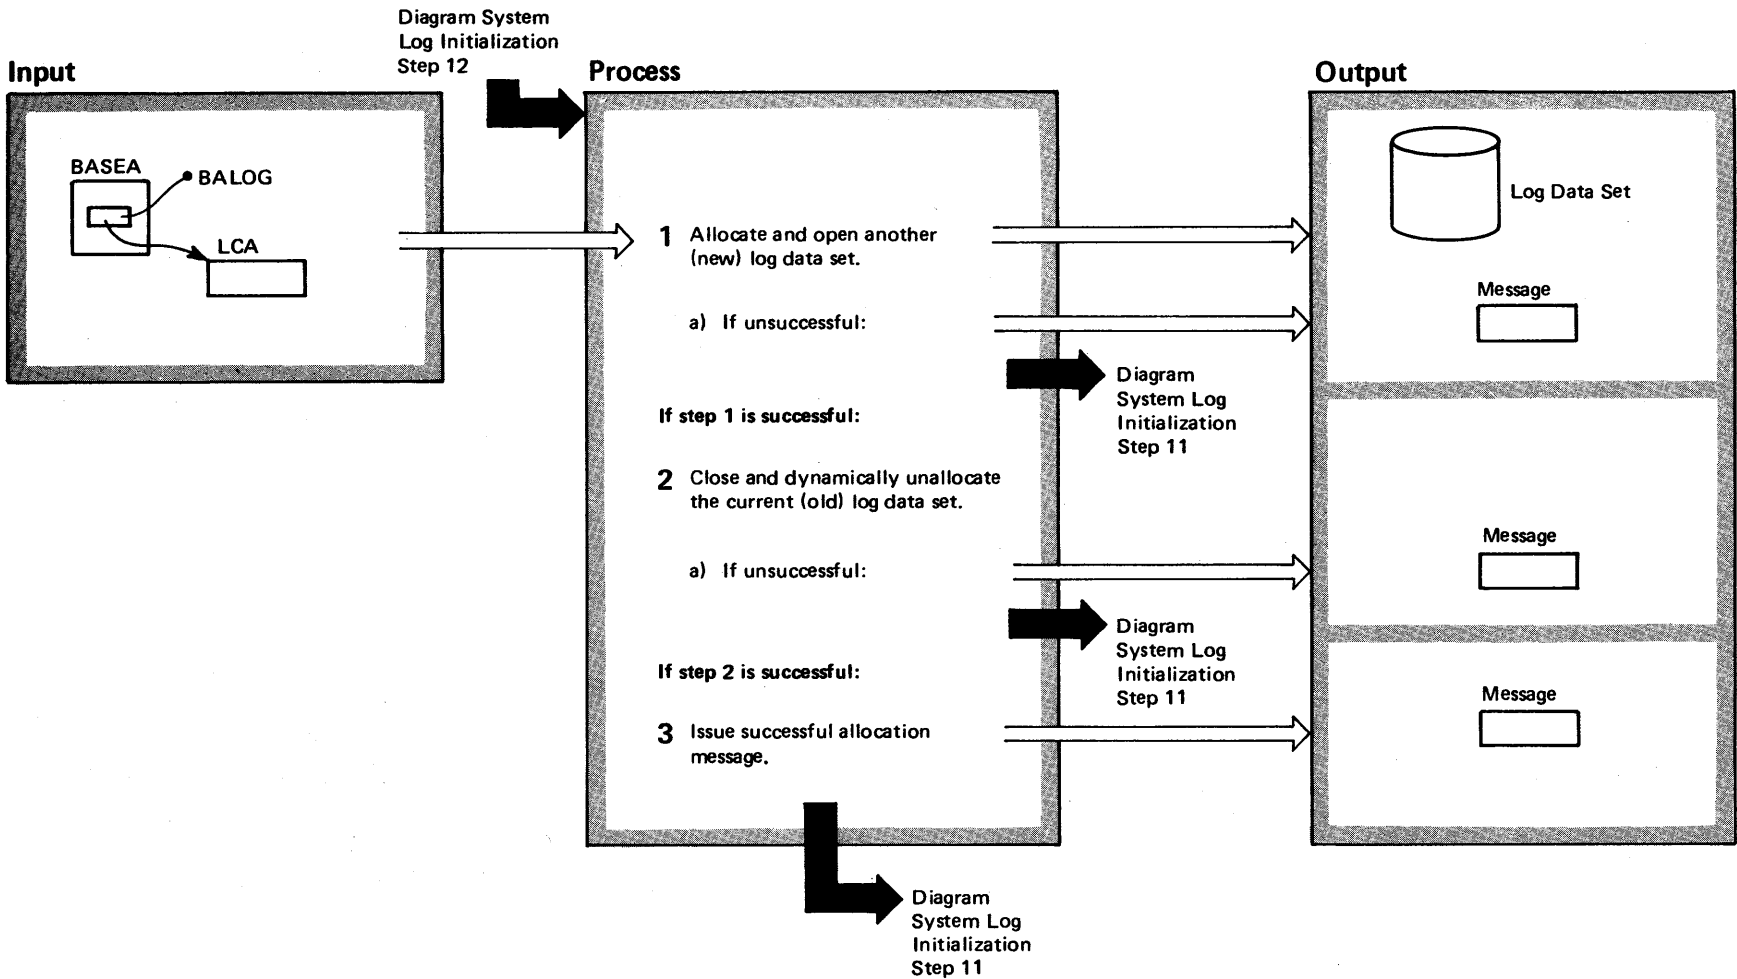 Diagram System
Log Initialization
Step 12
Input
BASEA
BALOG
LCA
Process
1 Allocate and open another
(new) log data set.
a) If unsuccessful:
Diagram
System Log
Initialization
Step 11
If step 1 is successful:
2 Close and dynamically unallocate
the current (old) log data set.
a) If unsuccessful:
Diagram
System Log
Initialization
Step 11
If step 2 is successful:
3 Issue successful allocation
message.
Diagram
System Log
Initialization
Step 11
Output
Log Data Set
Message
Message
Message